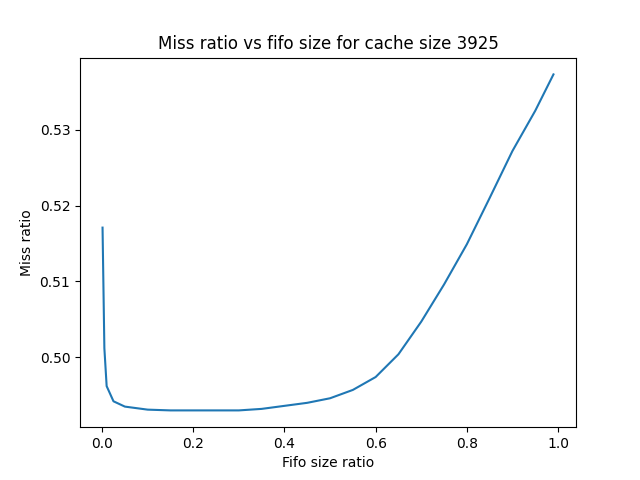 Miss ratio vs fifo size for cache size 3925
0.53
0.52
0.51
0.50
Miss ratio
0.0 0.2 0.4 0.6 0.8 1.0
Fifo size ratio